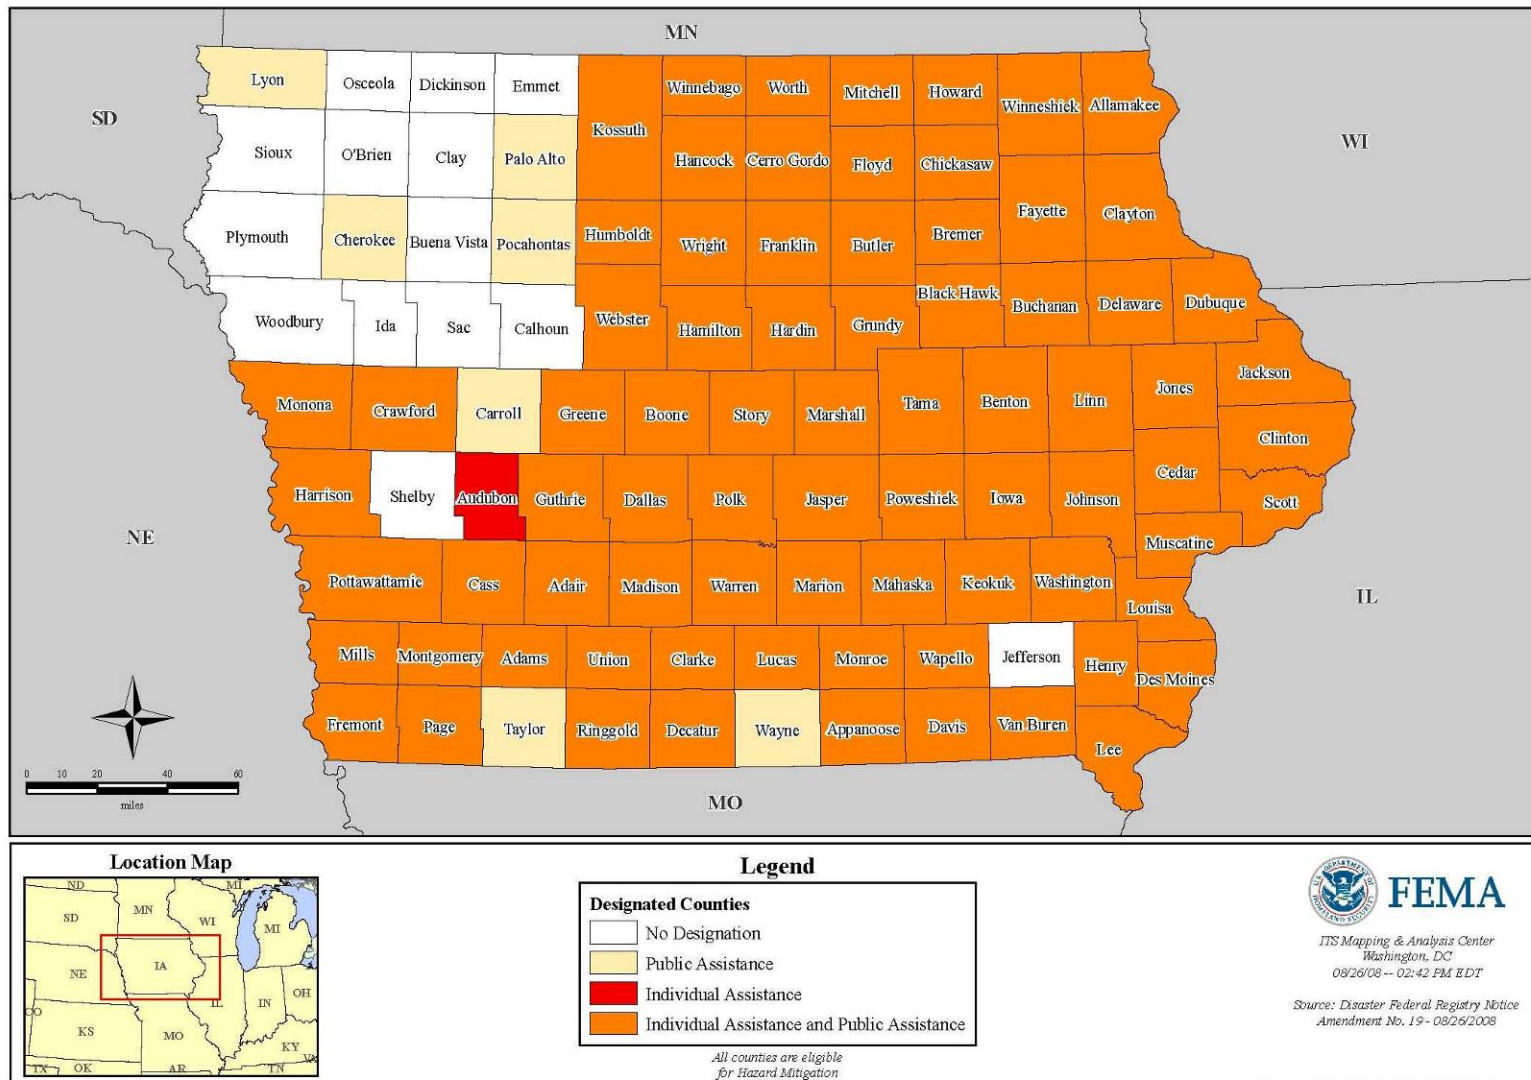 MN
SD
WI
NE
IL
MO
Lyon
Osceola
Dickinson
Emmet
Kossuth
Winnebago
Worth
Mitchell
Howard
Winneshiek
Allamakee
Sioux
O'Brien
Clay
Palo Alto
Hancock
Cerro Gordo
Floyd
Chickasaw
Fayette
Clayton
Plymouth
Cherokee
Buena Vista
Pocahontas
Humboldt
Wright
Franklin
Butler
Bremer
Woodbury
Ida
Sac
Calhoun
Webster
Hamilton
Hardin
Grundy
Black Hawk
Buchanan
Delaware
Dubuque
Monona
Crawford
Carroll
Greene
Boone
Story
Marshall
Tama
Benton
Linn
Jones
Jackson
Clinton
Harrison
Shelby
Audubon
Guthrie
Dallas
Polk
Jasper
Poweshiek
Iowa
Johnson
Cedar
Scott
Muscatine
Pottawattamie
Cass
Adair
Madison
Warren
Marion
Mahaska
Keokuk
Washington
Louisa
Mills
Montgomery
Adams
Union
Clarke
Lucas
Monroe
Wapello
Jefferson
Henry
Des Moines
Fremont
Page
Taylor
Ringgold
Decatur
Wayne
Appanoose
Davis
Van Buren
Lee
0 10 20 40 60
miles
Location Map
ND
MN
MI
SD
WI
MI
NE
IA
IL
IN
OH
CO
KS
MO
KY
VA
TX
OK
AR
TN
Legend
Designated Counties
No Designation
Public Assistance
Individual Assistance
Individual Assistance and Public Assistance
All counties are eligible
for Hazard Mitigation
U.S. DEPARTMENT OF
HOMELAND SECURITY
FEMA
ITS Mapping & Analysis Center
Washington, DC
08/26/08 -- 02:42 PM EDT
Source: Disaster Federal Registry Notice
Amendment No. 19 - 08/26/2008